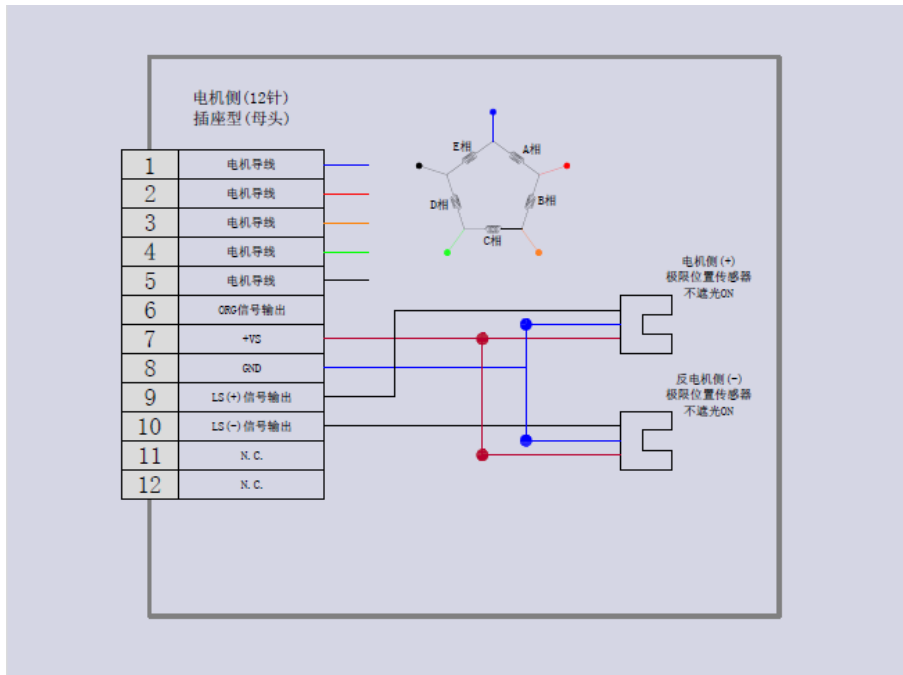 电机侧(12针)
插座型(母头)
1 电机导线
2 电机导线
3 电机导线
4 电机导线
5 电机导线
6 ORG信号输出
7 +VS
8 GND
9 LS(+)信号输出
10 LS(-)信号输出
11 N.C.
12 N.C.
E相
A相
D相
B相
C相
电机侧(+)
极限位置传感器
不遮光ON
反电机侧(-)
极限位置传感器
不遮光ON